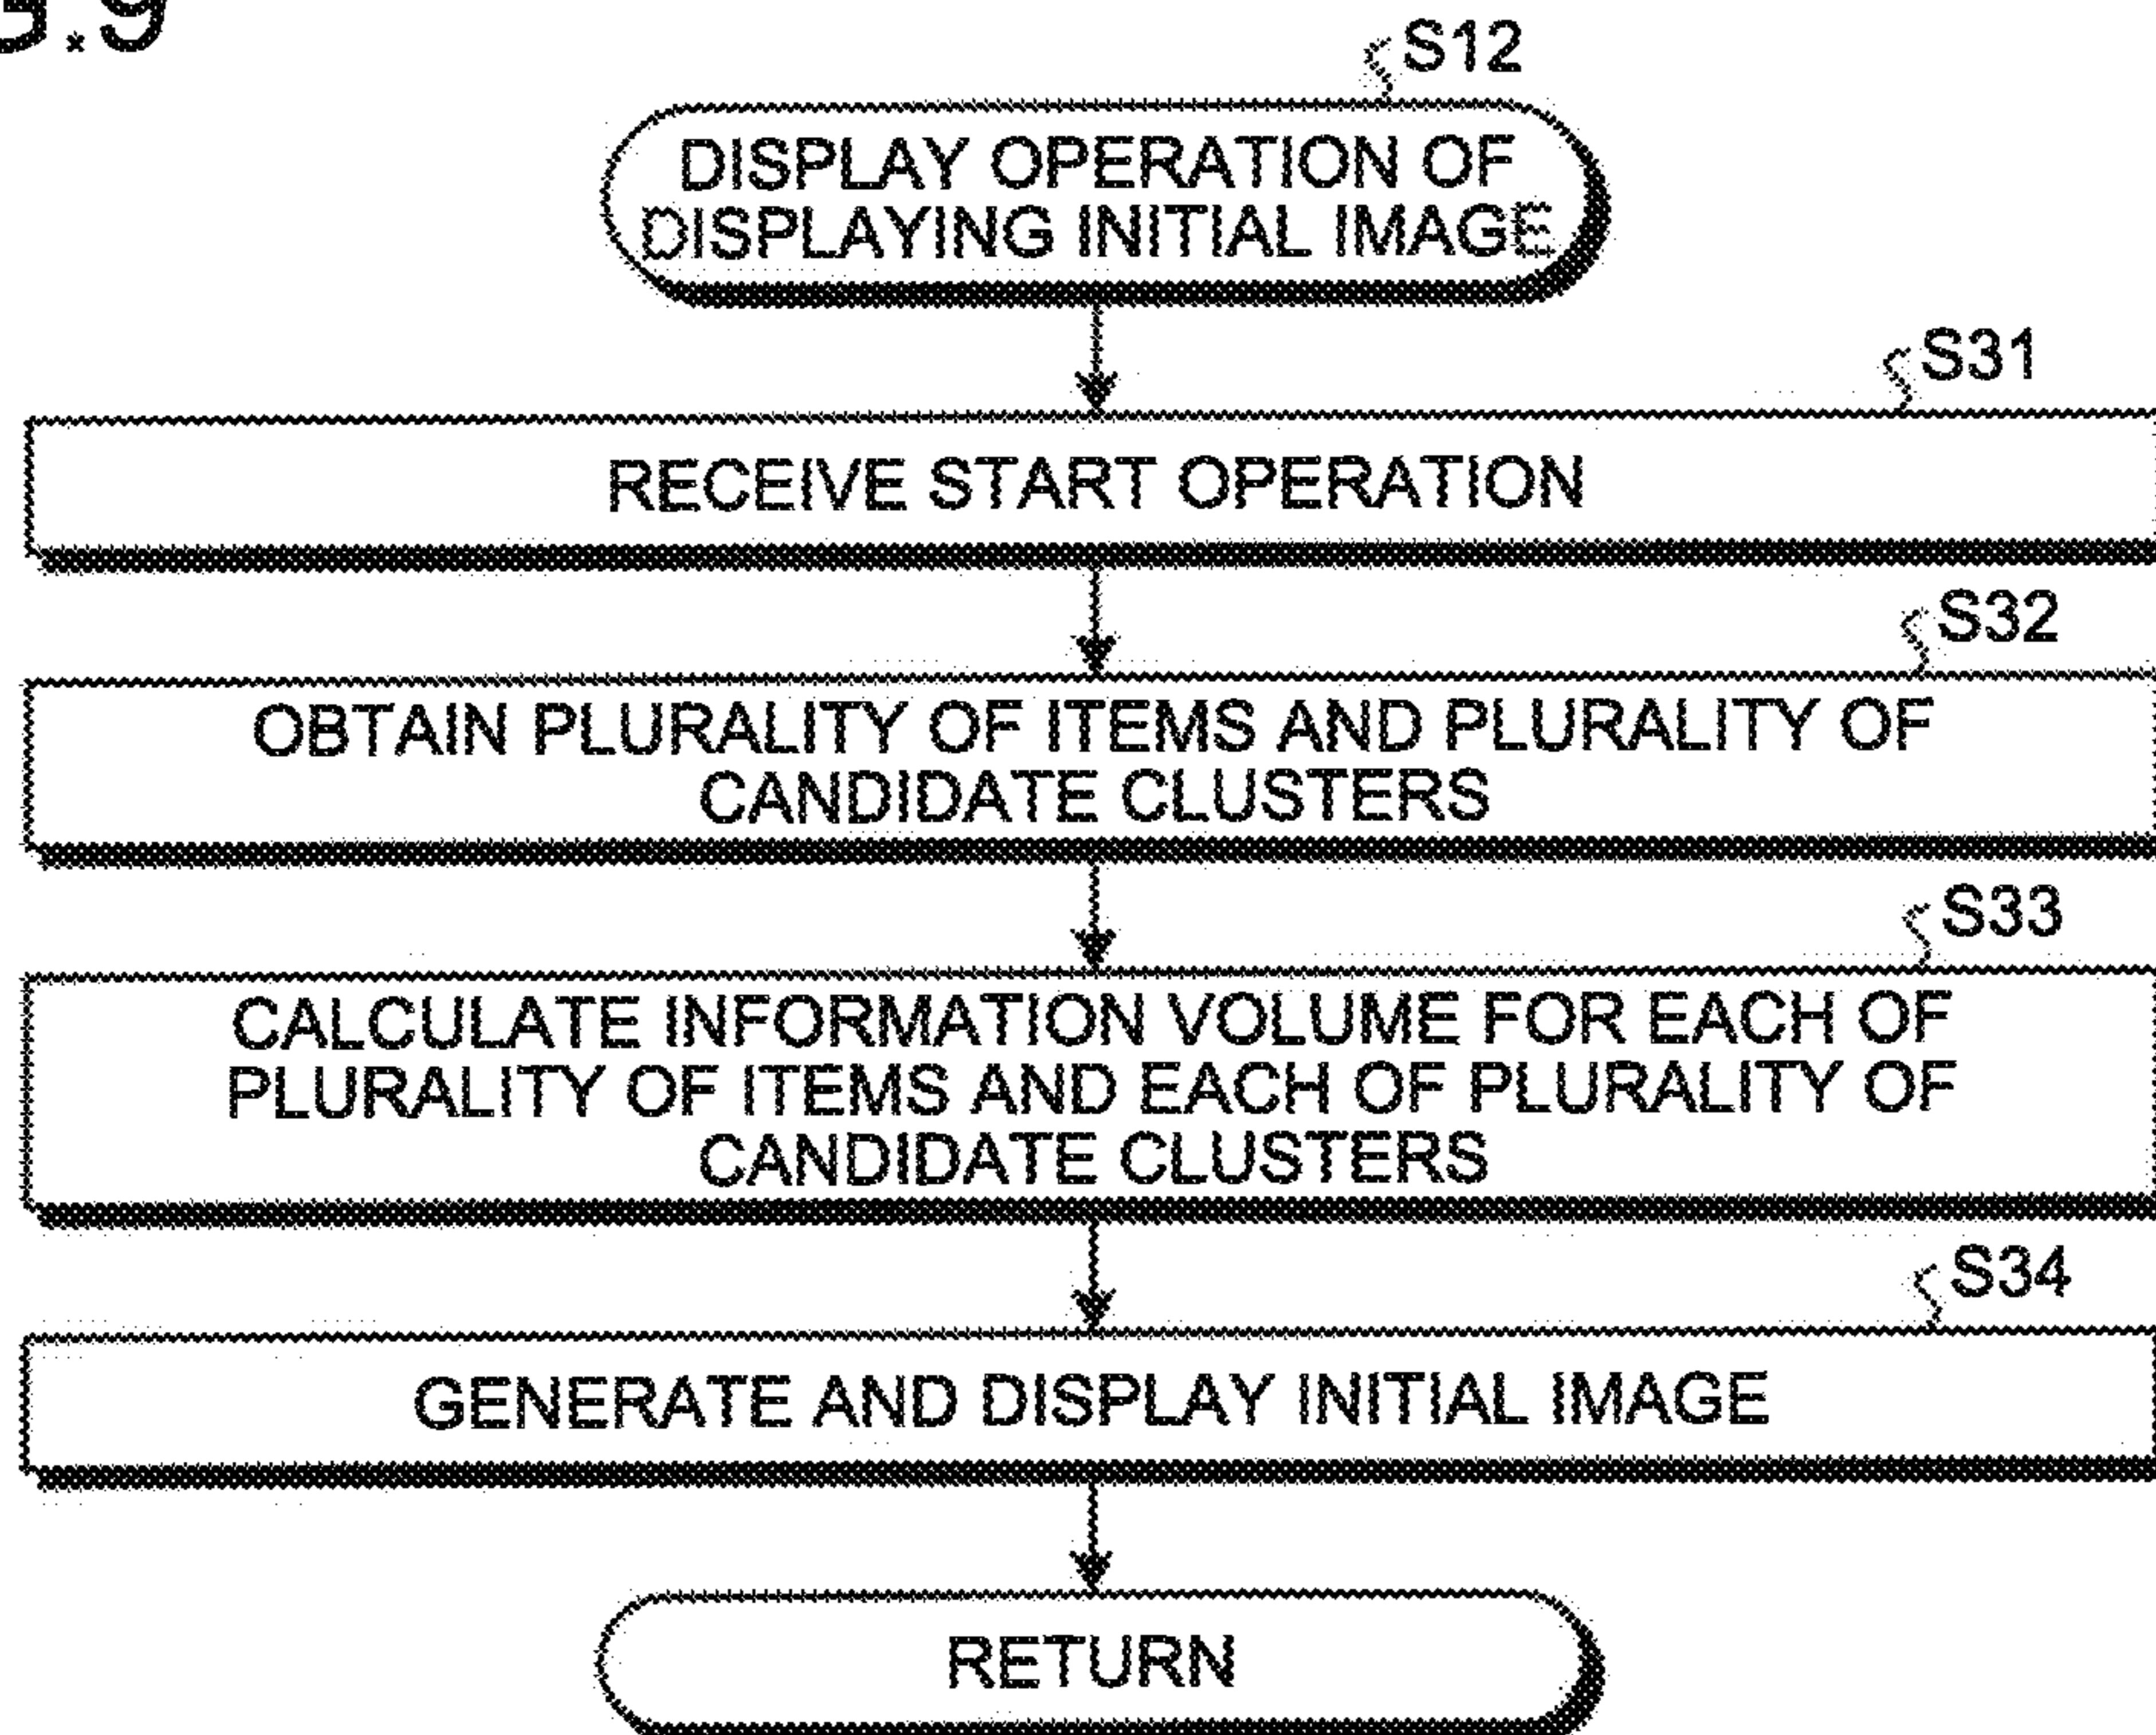 G.9
S12
DISPLAY OPERATION OF
DISPLAYING INITIAL IMAGE
S31
RECEIVE START OPERATION
S32
OBTAIN PLURALITY OF ITEMS AND PLURALITY OF
CANDIDATE CLUSTERS
S33
CALCULATE INFORMATION VOLUME FOR EACH OF
PLURALITY OF ITEMS AND EACH OF PLURALITY OF
CANDIDATE CLUSTERS
S34
GENERATE AND DISPLAY INITIAL IMAGE
RETURN